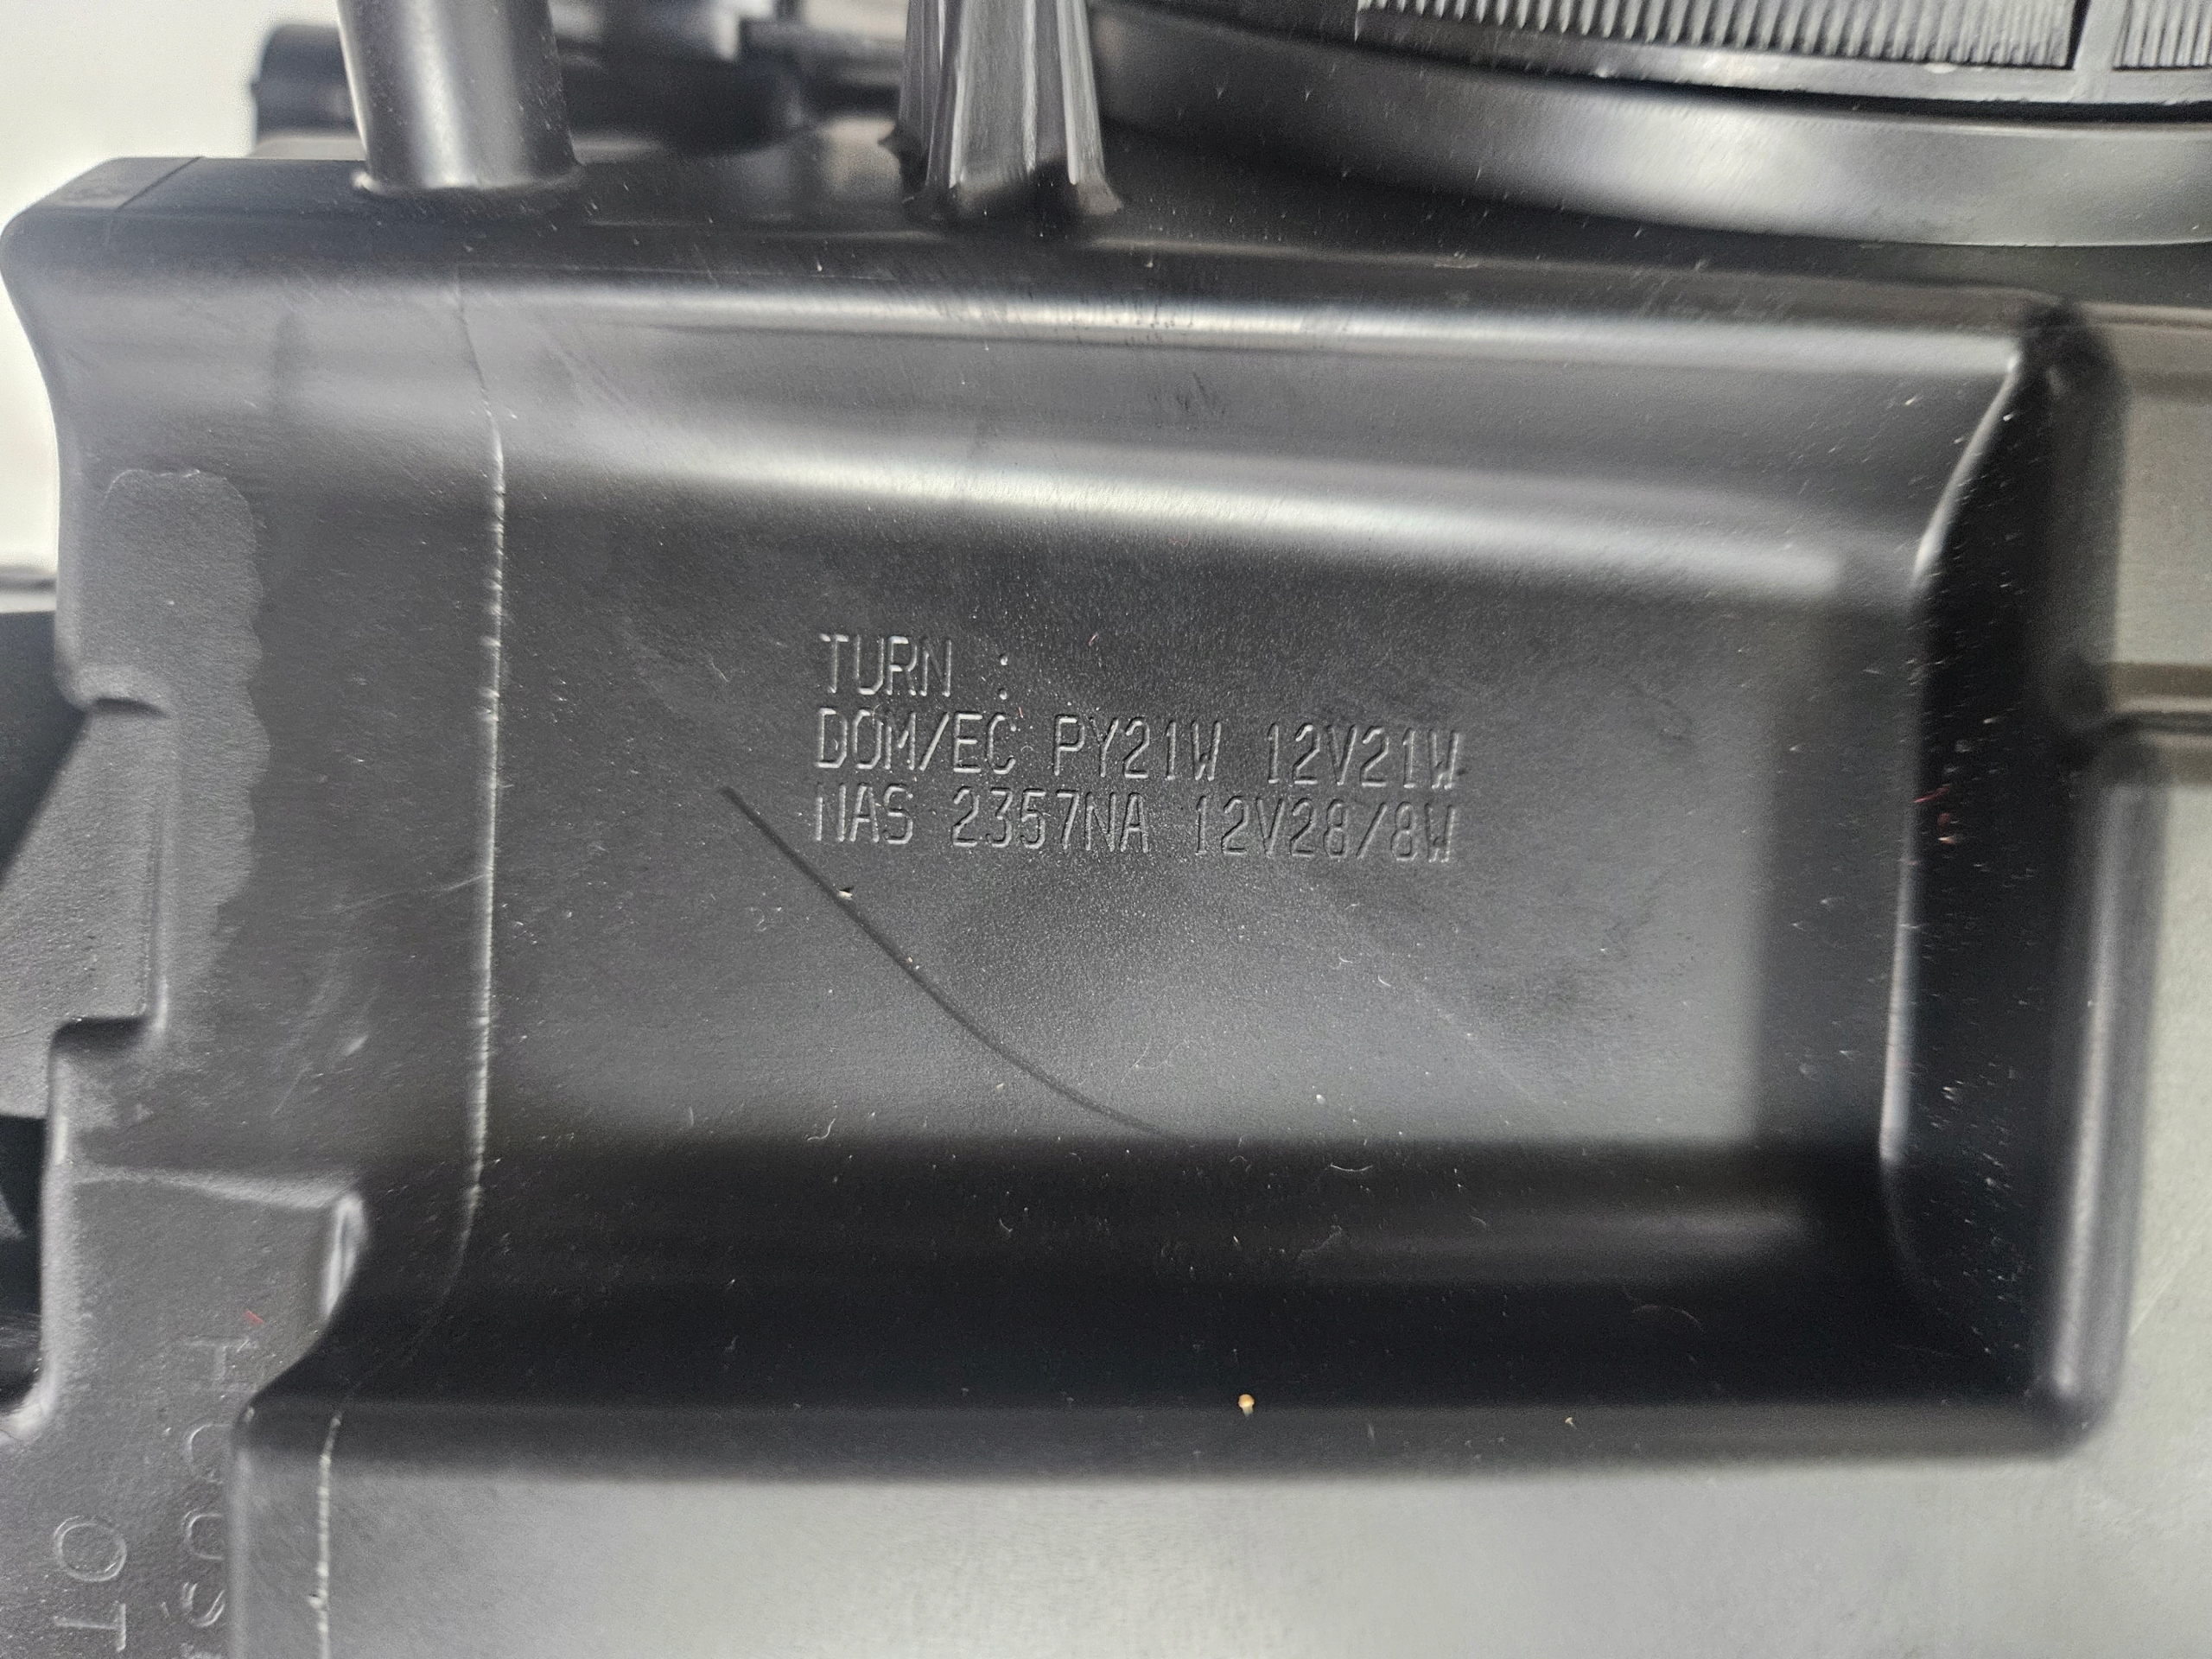 TURN :
DOM/EC PY21W 12V21W
NAS 2357NA 12V28/8W